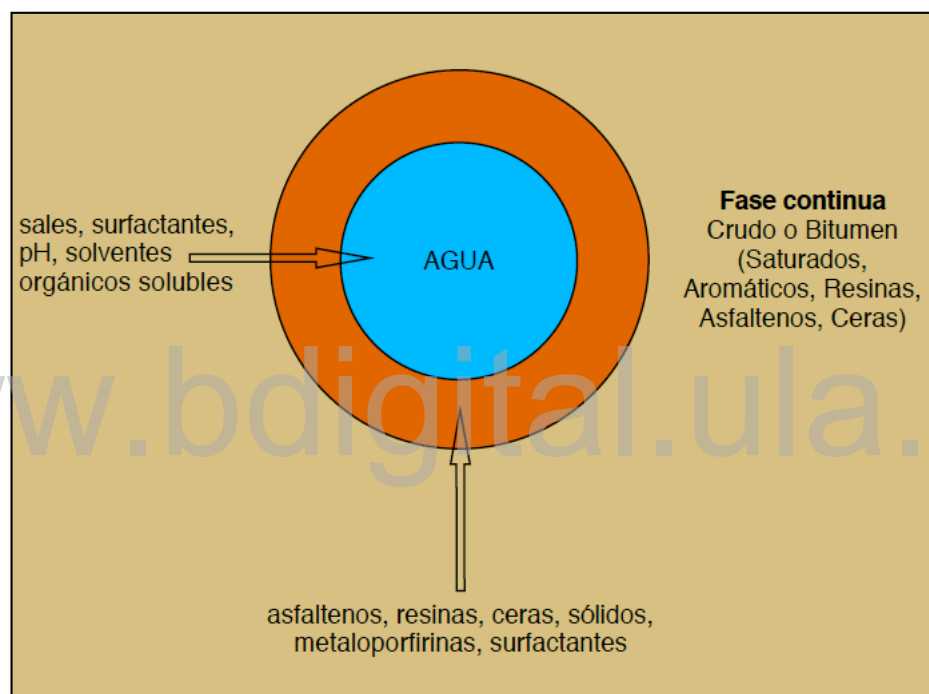 sales, surfactantes,
pH, solventes
orgánicos solubles
AGUA
Fase continua
Crudo o Bitumen
(Saturados,
Aromáticos, Resinas,
Asfaltenos, Ceras)
w.bdigital.ula.
asfaltenos, resinas, ceras, sólidos,
metaloporfirinas, surfactantes